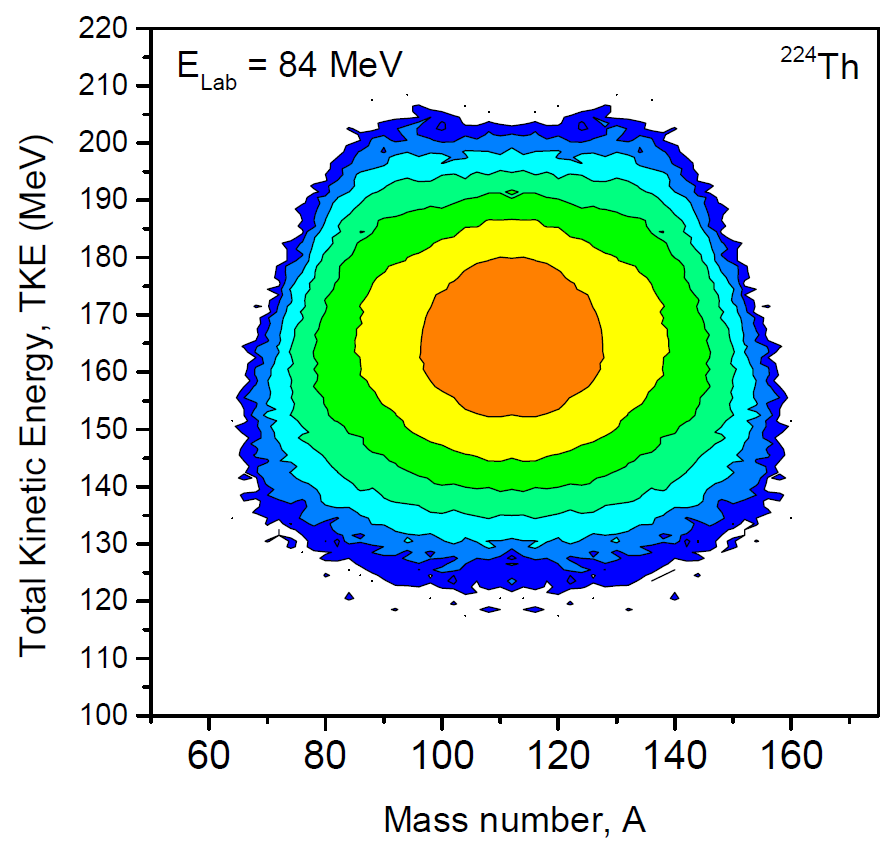 E_Lab = 84 MeV
²²⁴Th
Total Kinetic Energy, TKE (MeV)
220
210
200
190
180
170
160
150
140
130
120
110
100
60 80 100 120 140 160
Mass number, A